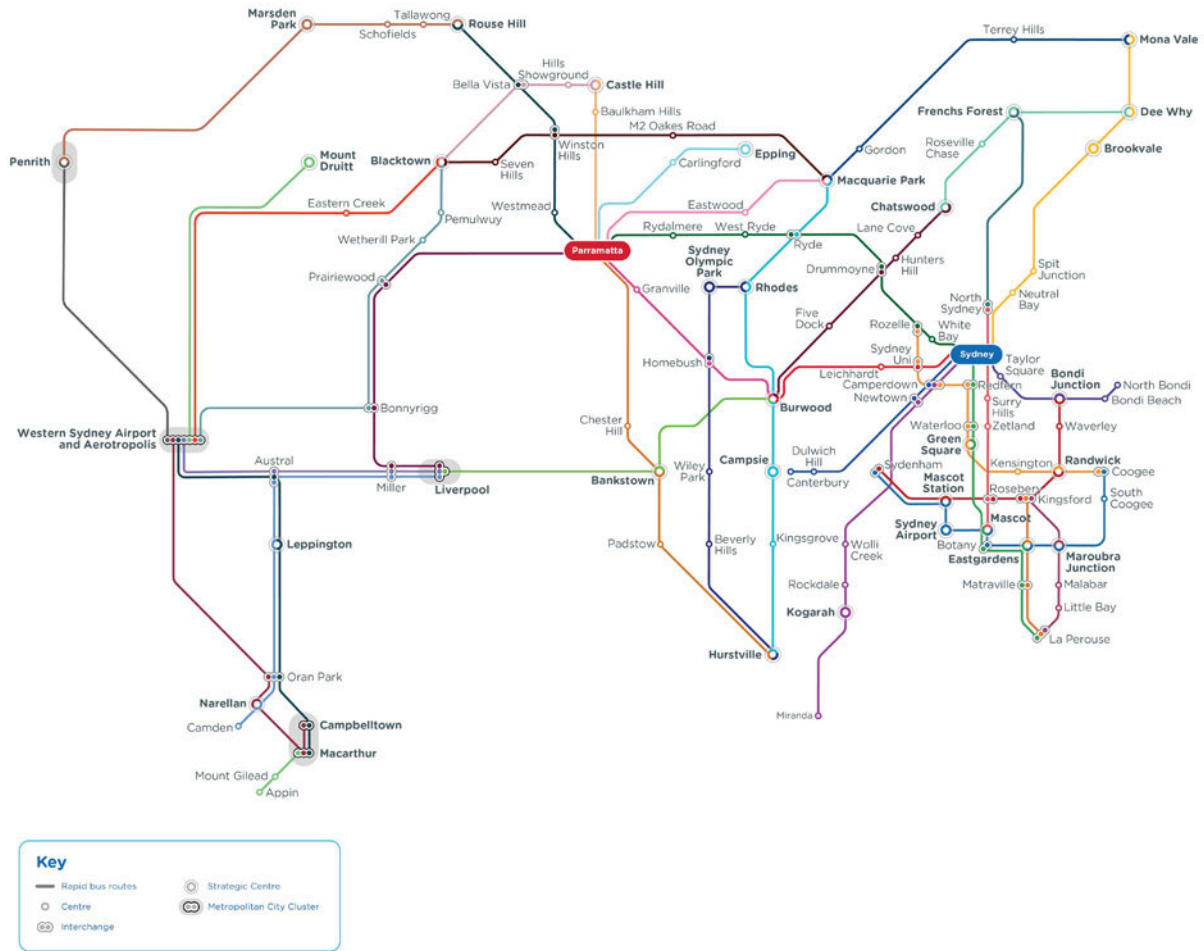 Marsden
Park
Tallawong
Schofields
Rouse Hill
Terrey Hills
Mona Vale
Hills
Showground
Bella Vista
Castle Hill
Baulkham Hills
Frenchs Forest
Dee Why
M2 Oakes Road
Winston
Hills
Roseville
Chase
Brookvale
Gordon
Penrith
Mount
Druitt
Blacktown
Seven
Hills
Carlingford
Epping
Macquarie Park
Eastern Creek
Pemulwuy
Westmead
Eastwood
Chatswood
Lane Cove
Wetherill Park
Parramatta
Rydalmere
West Ryde
Ryde
Sydney
Olympic
Park
Drummoyne
Hunters
Hill
Prairiewood
Granville
Rhodes
Spit
Junction
Neutral
Bay
North
Sydney
Five
Dock
Rozelle
White
Bay
Homebush
Sydney
Uni
Sydney
Taylor
Square
Bondi
Junction
North Bondi
Bondi Beach
Leichhardt
Camperdown
Redfern
Newtown
Surry
Hills
Burwood
Bonnyrigg
Chester
Hill
Waterloo
Zetland
Waverley
Green
Square
Western Sydney Airport
and Aerotropolis
Austral
Miller
Liverpool
Bankstown
Wiley
Park
Campsie
Dulwich
Hill
Canterbury
Sydenham
Kensington
Randwick
Coogee
Mascot
Station
Rosebery
Kingsford
South
Coogee
Sydney
Airport
Mascot
Leppington
Padstow
Beverly
Hills
Kingsgrove
Wolli
Creek
Botany
Eastgardens
Maroubra
Junction
Rockdale
Matraville
Malabar
Kogarah
Little Bay
La Perouse
Hurstville
Oran Park
Narellan
Miranda
Camden
Campbelltown
Macarthur
Mount Gilead
Appin
Key
Rapid bus routes
Strategic Centre
Centre
Metropolitan City Cluster
Interchange